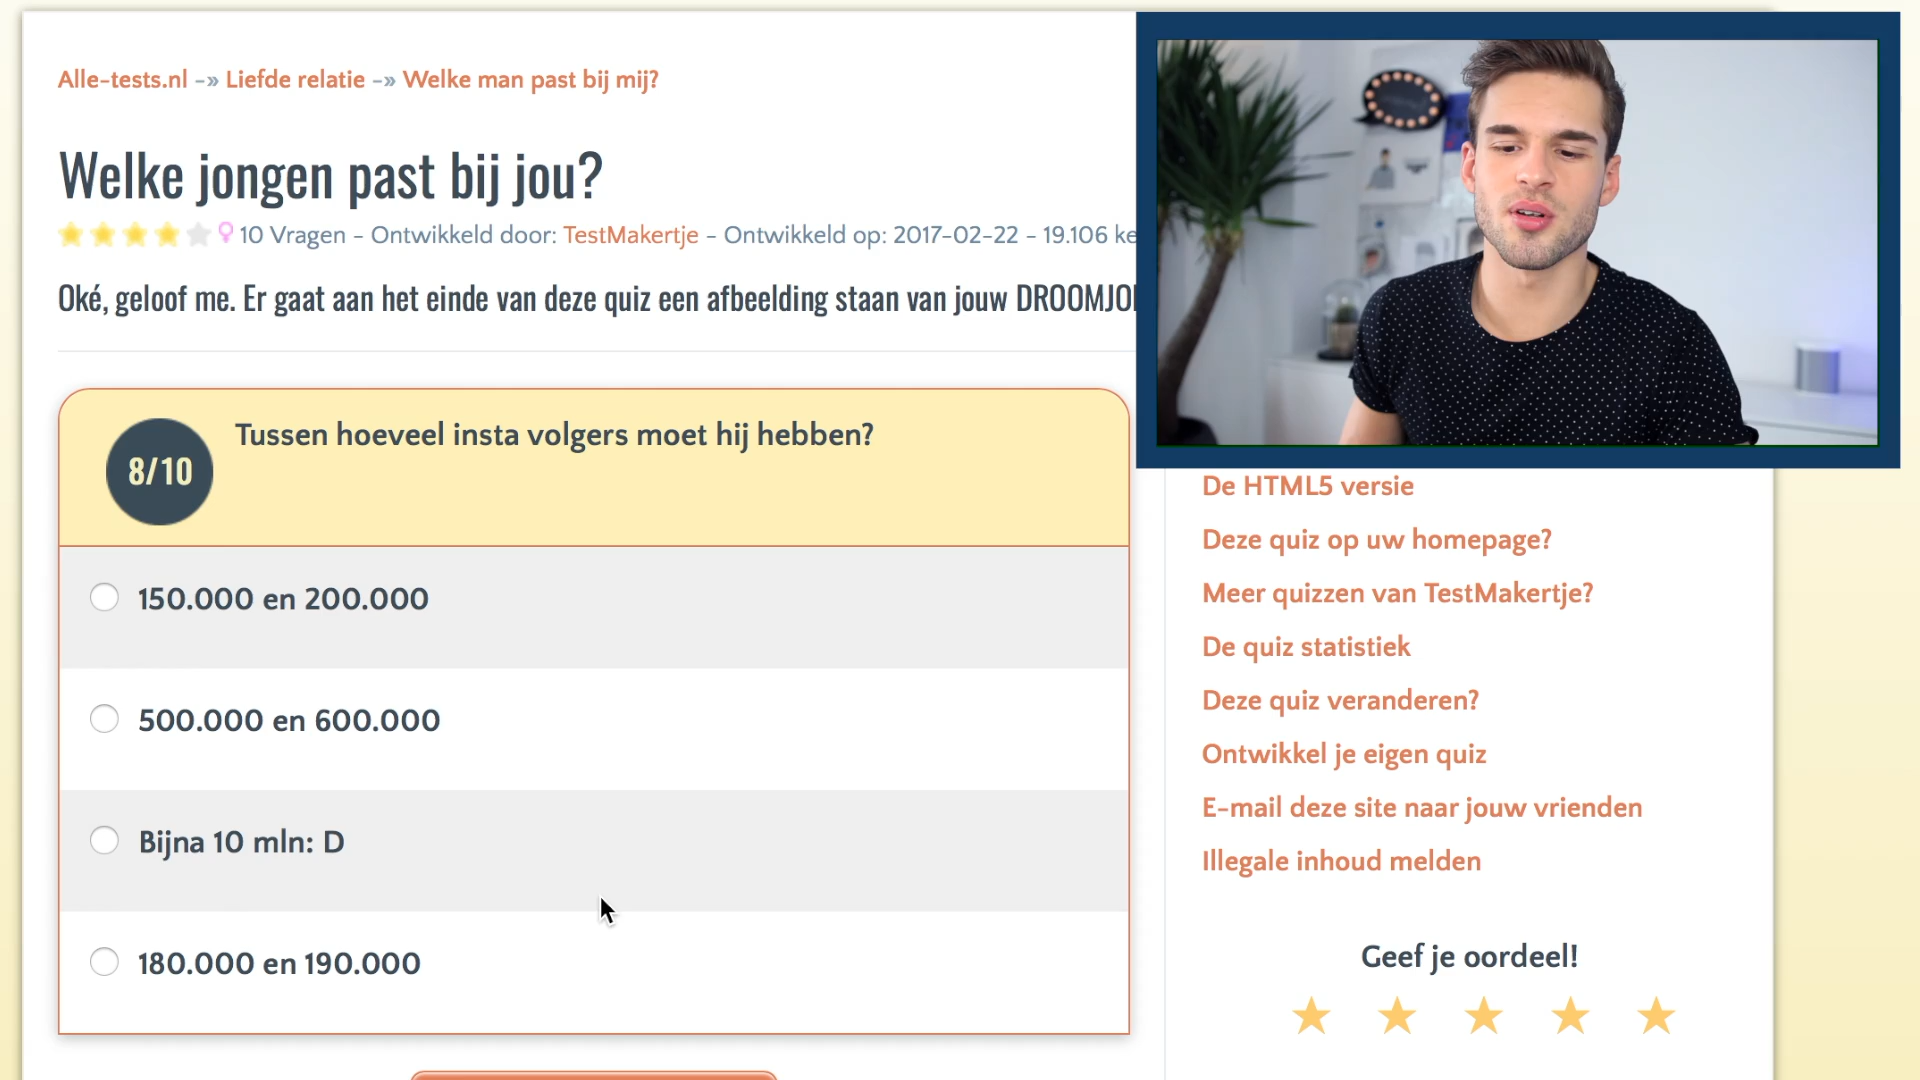 Alle-tests.nl -» Liefde relatie -» Welke man past bij mij?
Welke jongen past bij jou?
10 Vragen - Ontwikkeld door: TestMakertje - Ontwikkeld op: 2017-02-22 - 19.106
Oké, geloof me. Er gaat aan het einde van deze quiz een afbeelding staan van jouw
8/10
Tussen hoeveel insta volgers moet hij hebben?
150.000 en 200.000
500.000 en 600.000
Bijna 10 mln: D
180.000 en 190.000
De HTML5 versie
Deze quiz op uw homepage?
Meer quizzen van TestMakertje?
De quiz statistiek
Deze quiz veranderen?
Ontwikkel je eigen quiz
E-mail deze site naar jouw vrienden
Illegale inhoud melden
Geef je oordeel!